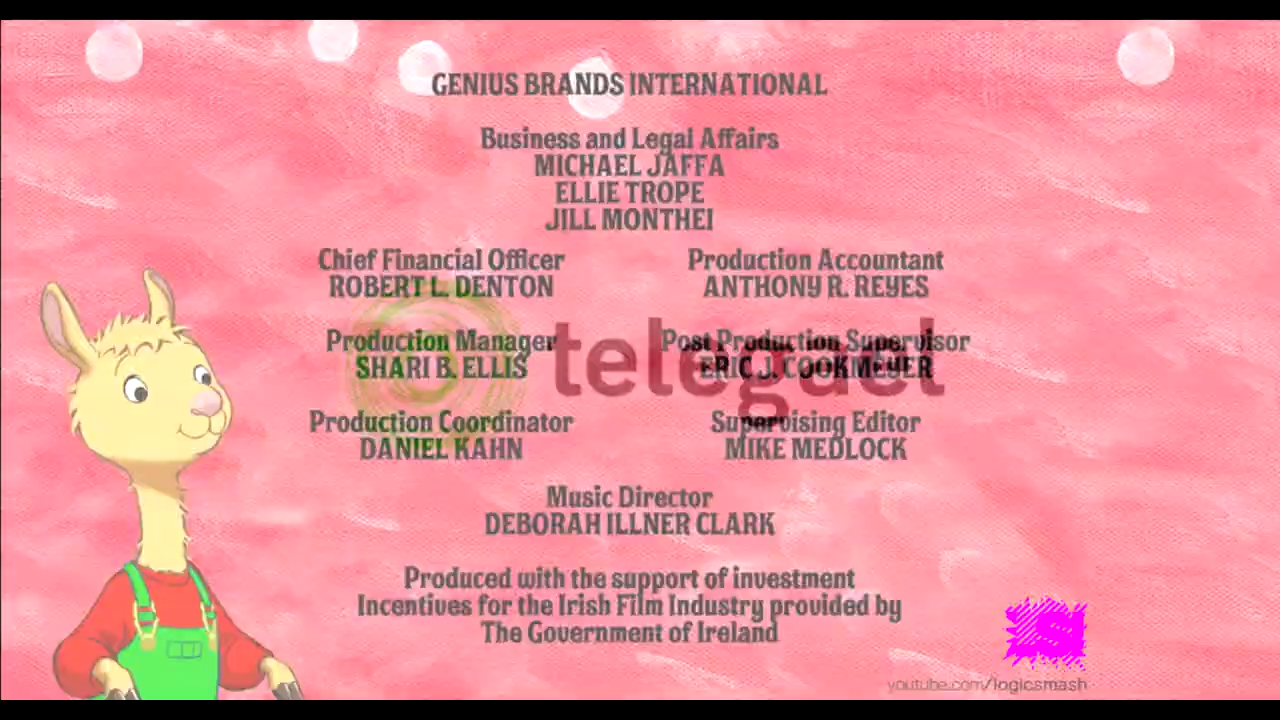 GENIUS BRANDS INTERNATIONAL
Business and Legal Affairs
MICHAEL JAFFA
ELLIE TROPE
JILL MONTHEI
Chief Financial Officer
ROBERT L. DENTON
Production Accountant
ANTHONY R. REYES
Production Manager
SHARI B. ELLIS
Post Production Supervisor
ERIC J. COOKMEYER
telegael
Production Coordinator
DANIEL KAHN
Supervising Editor
MIKE MEDLOCK
Music Director
DEBORAH ILLNER CLARK
Produced with the support of investment
Incentives for the Irish Film Industry provided by
The Government of Ireland
youtube.com/logicsmash